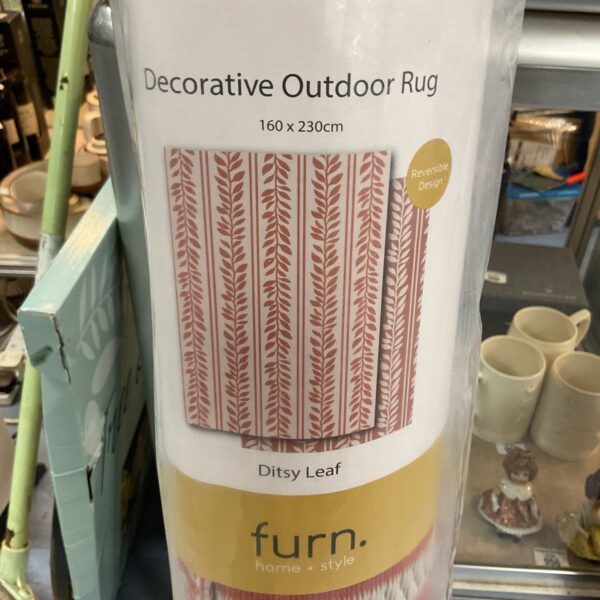 Decorative Outdoor Rug
160 x 230cm
Reversible
Design
Ditsy Leaf
furn.
home + style